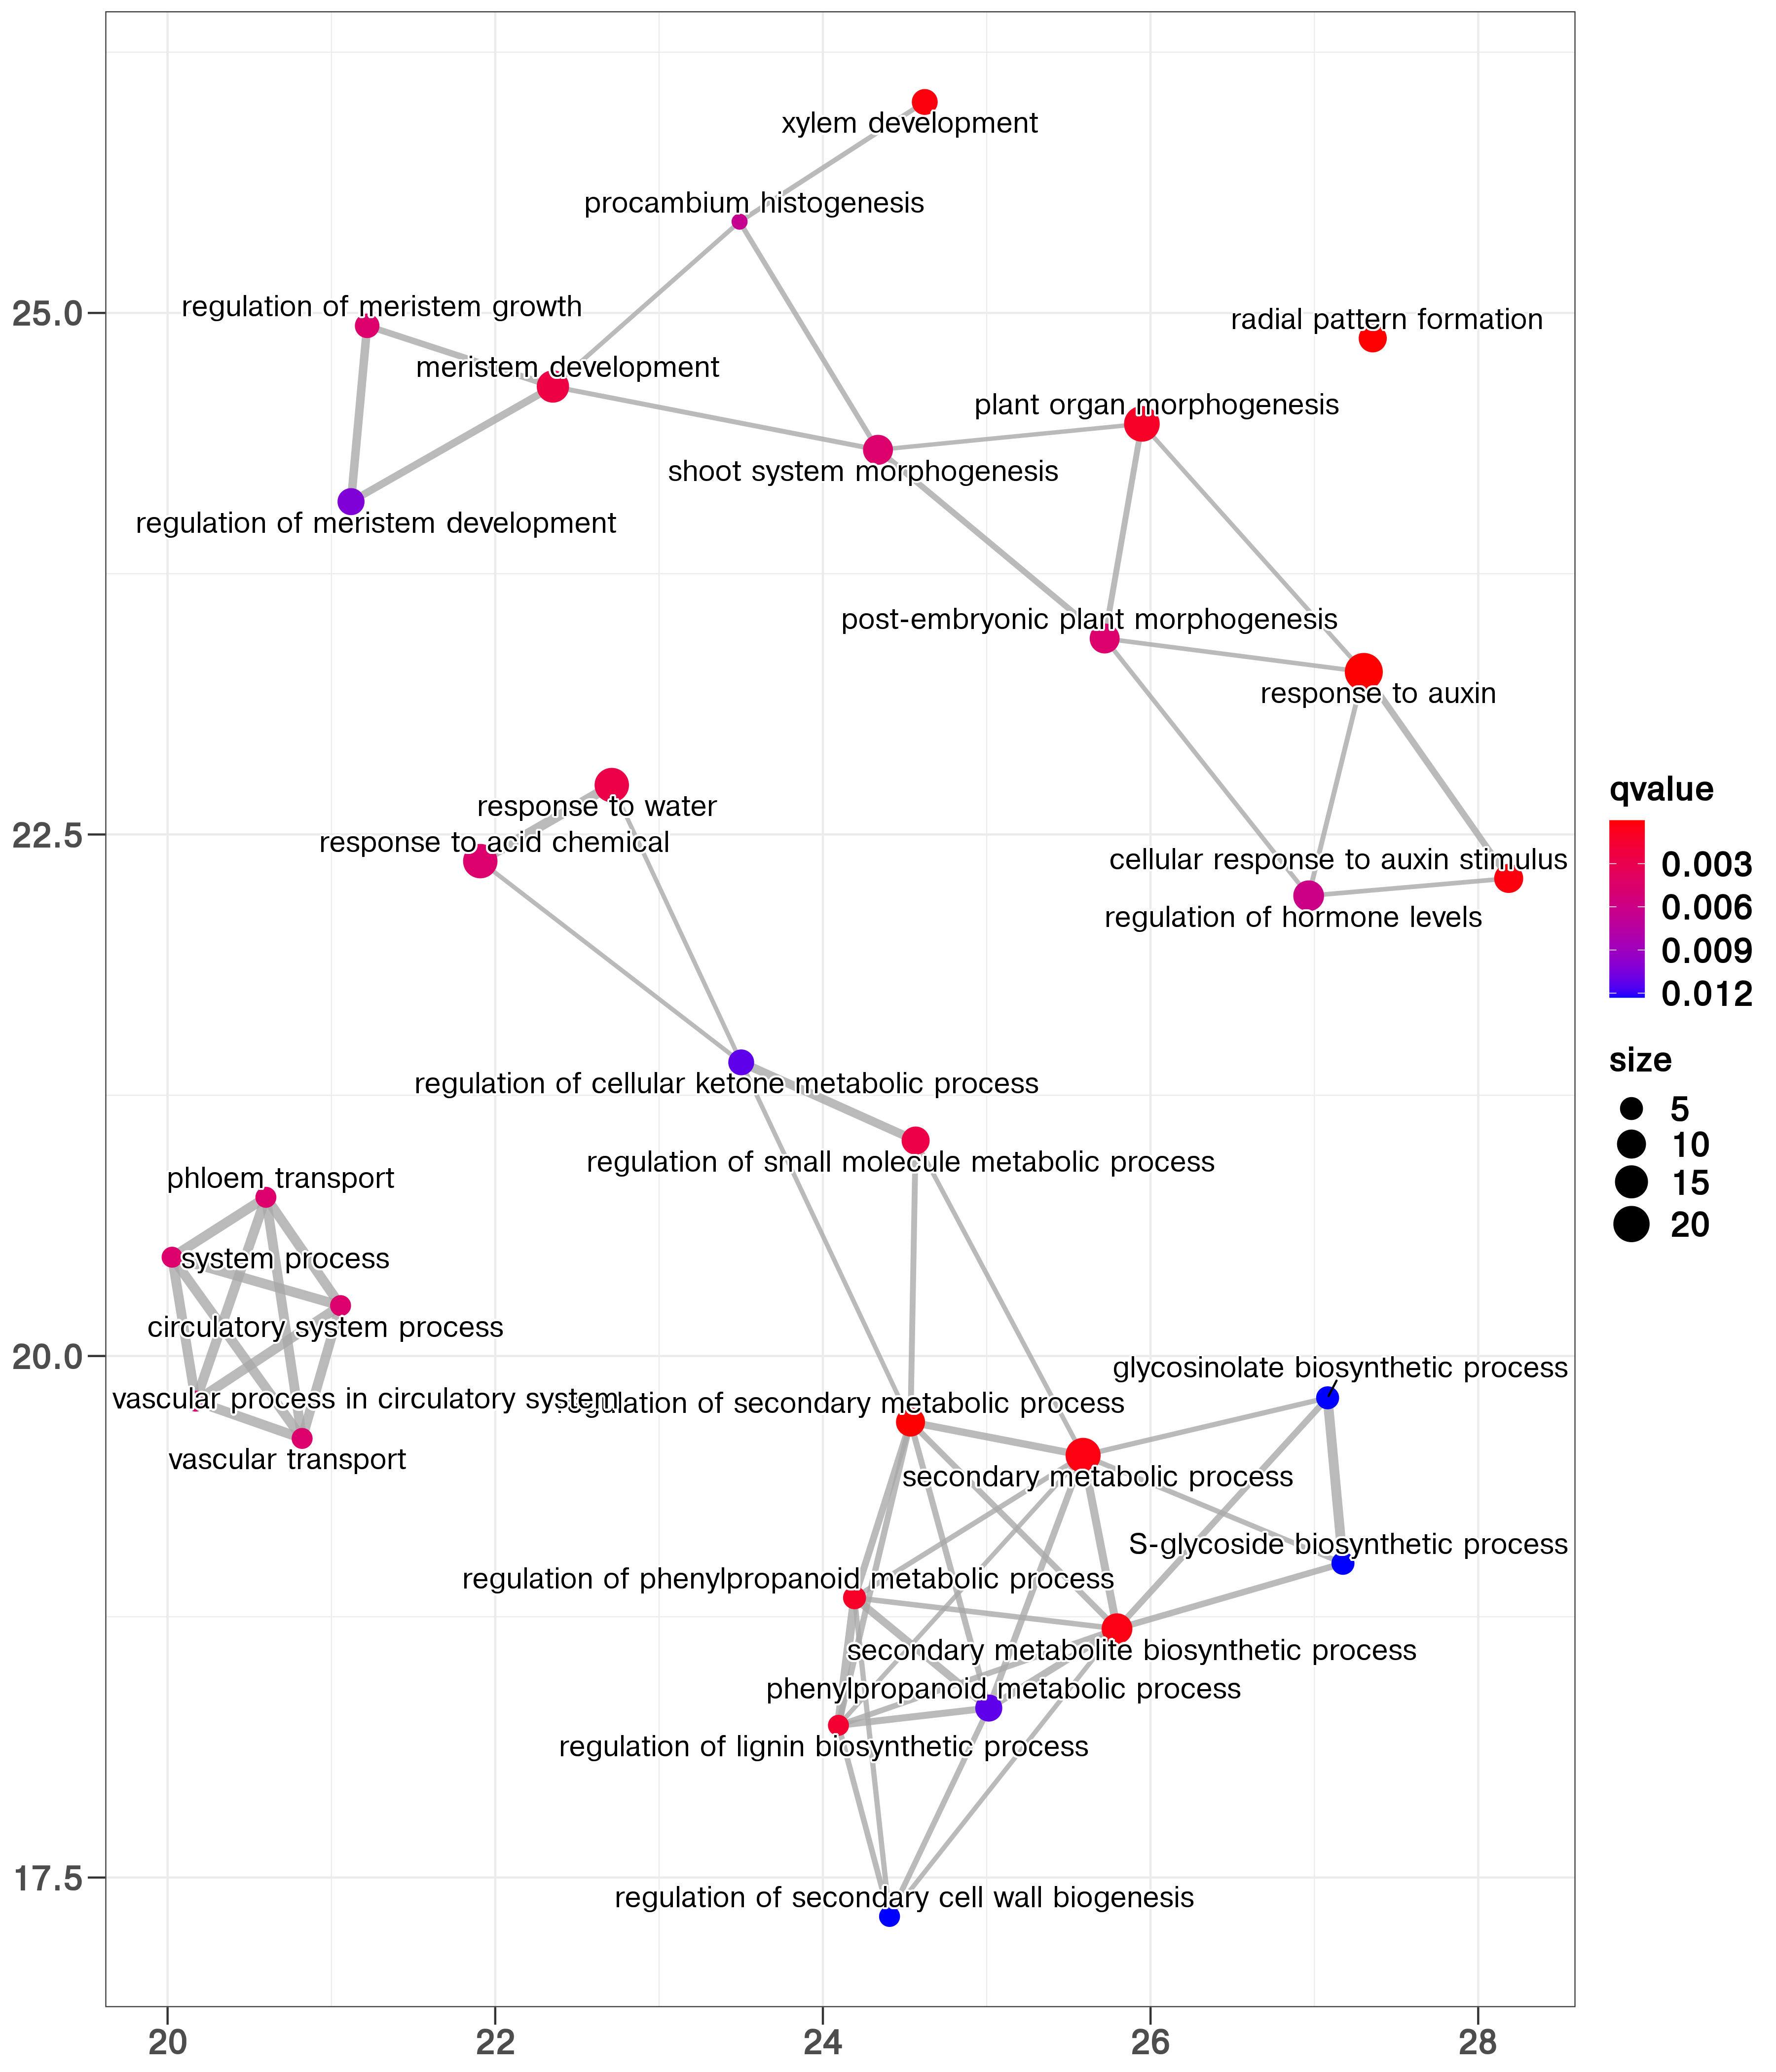 xylem development
procambium histogenesis
regulation of meristem growth
25.0
radial pattern formation
meristem development
plant organ morphogenesis
shoot system morphogenesis
regulation of meristem development
post-embryonic plant morphogenesis
response to auxin
qvalue
response to water
22.5
response to acid chemical
cellular response to auxin stimulus
0.003
0.006
regulation of hormone levels
0.009
0.012
size
regulation of cellular ketone metabolic process
5
10
regulation of small molecule metabolic process
phloem transport
15
20
system process
circulatory system process
20.0
glycosinolate biosynthetic process
vascular process in circulatory system
regulation of secondary metabolic process
vascular transport
secondary metabolic process
S-glycoside biosynthetic process
regulation of phenylpropanoid metabolic process
secondary metabolite biosynthetic process
phenylpropanoid metabolic process
regulation of lignin biosynthetic process
17.5
regulation of secondary cell wall biogenesis
20 22 24 26 28